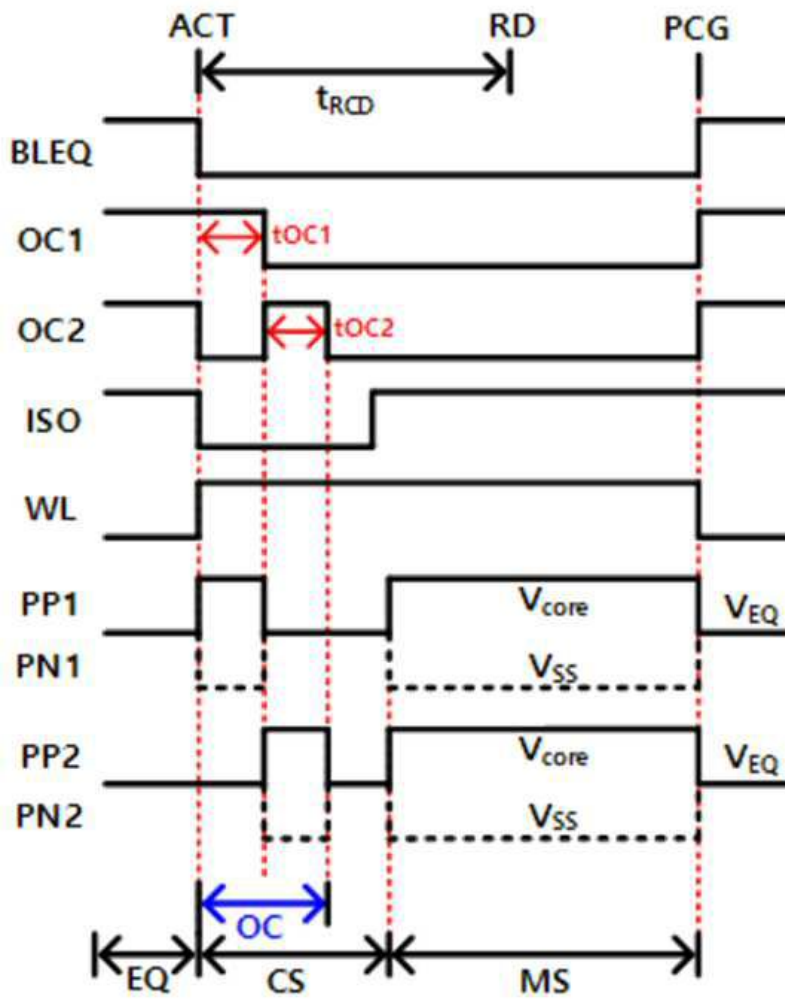 ACT RD PCG
tRCD
BLEQ
OC1 tOC1
OC2 tOC2
ISO
WL
PP1 Vcore VEQ
PN1 VSS
PP2 Vcore VEQ
PN2 VSS
OC
EQ CS MS